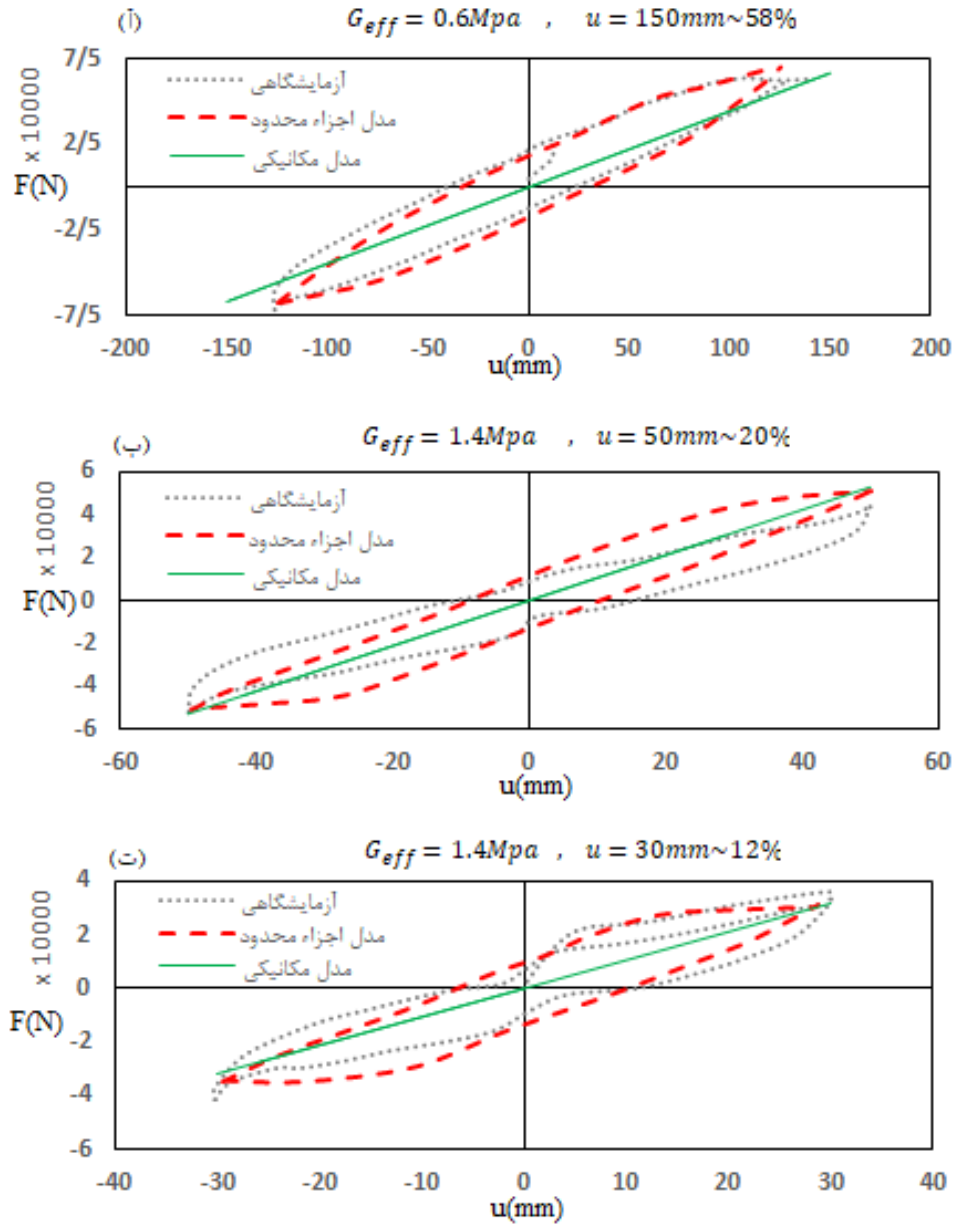 (آ)
G_eff = 0.6Mpa , u = 150mm~58%
x 10000
F(N)
7/5
2/5
-2/5
-7/5
آزمایشگاهی
مدل اجزاء محدود
مدل مکانیکی
-200 -150 -100 -50 0 50 100 150 200
u(mm)
(ب)
G_eff = 1.4Mpa , u = 50mm~20%
x 10000
F(N)
6
4
2
0
-2
-4
-6
آزمایشگاهی
مدل اجزاء محدود
مدل مکانیکی
-60 -40 -20 0 20 40 60
u(mm)
(ت)
G_eff = 1.4Mpa , u = 30mm~12%
x 10000
F(N)
4
2
0
-2
-4
-6
آزمایشگاهی
مدل اجزاء محدود
مدل مکانیکی
-40 -30 -20 -10 0 10 20 30 40
u(mm)